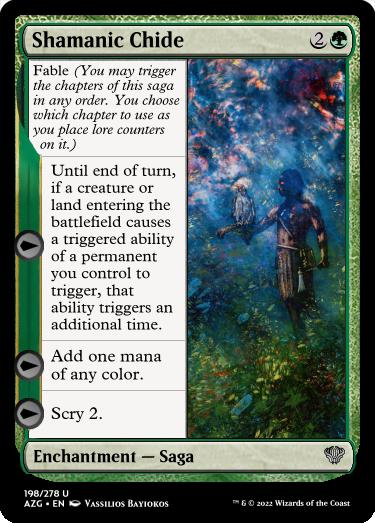 Shamanic Chide 2
Fable (You may trigger
the chapters of this saga
in any order. You choose
which chapter to use as
you place lore counters
on it.)
Until end of turn,
if a creature or
land entering the
battlefield causes
a triggered ability
of a permanent
you control to
trigger, that
ability triggers an
additional time.
Add one mana
of any color.
Scry 2.
Enchantment — Saga
198/278 U
AZG • EN Vassilios Bayiokos ™ & © 2022 Wizards of the Coast